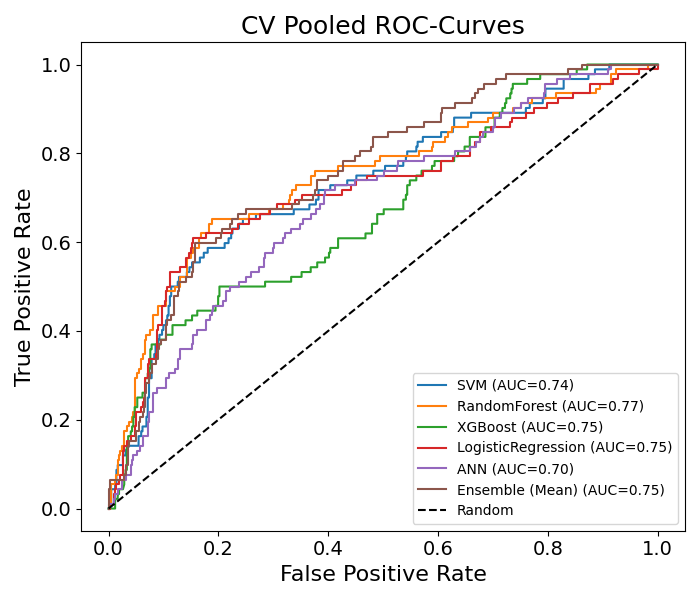 CV Pooled ROC-Curves
True Positive Rate
1.0
0.8
0.6
0.4
0.2
0.0
SVM (AUC=0.74)
RandomForest (AUC=0.77)
XGBoost (AUC=0.75)
LogisticRegression (AUC=0.75)
ANN (AUC=0.70)
Ensemble (Mean) (AUC=0.75)
Random
0.0 0.2 0.4 0.6 0.8 1.0
False Positive Rate